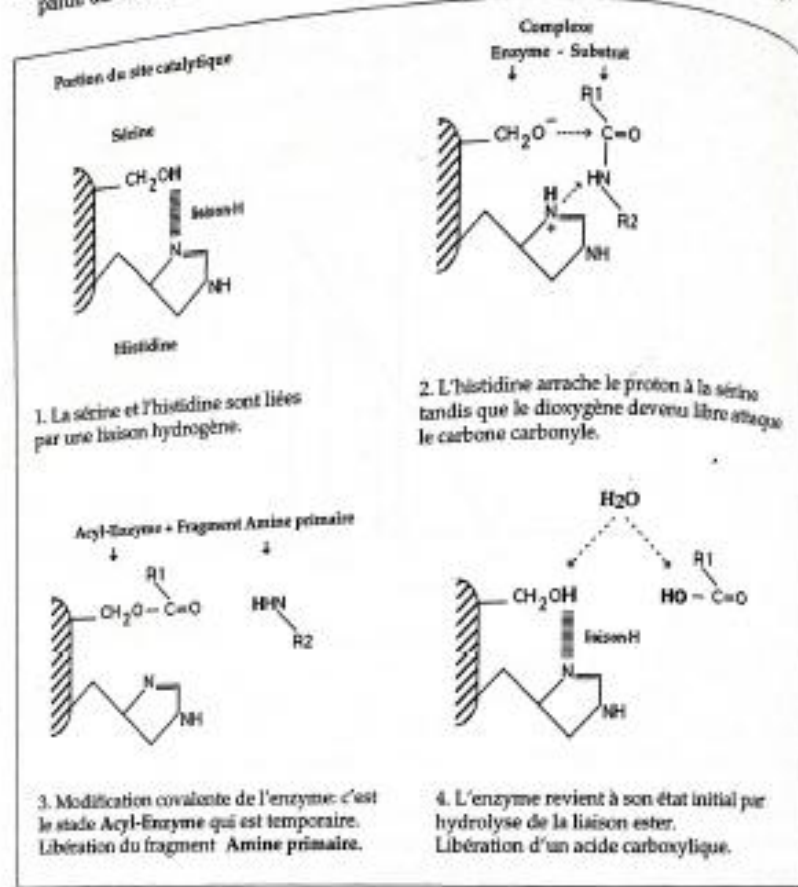 Portion du site catalytique
Sérine
CH2OH
liaison-H
N
NH
Histidine
1. La sérine et l'histidine sont liées
par une liaison hydrogène.
Complexe
Enzyme - Substrat
R1
CH2O- C=O
H HN
N
+
R2
NH
2. L'histidine arrache le proton à la sérine
tandis que le dioxygène devenu libre attaque
le carbone carbonyle.
Acyl-Enzyme + Fragment Amine primaire
R1
CH2O-C=O HHN
R2
N
NH
3. Modification covalente de l'enzyme: c'est
le stade Acyl-Enzyme qui est temporaire.
Libération du fragment Amine primaire.
H2O
R1
CH2OH HO-C=O
liaison-H
N
NH
4. L'enzyme revient à son état initial par
hydrolyse de la liaison ester.
Libération d'un acide carboxylique.